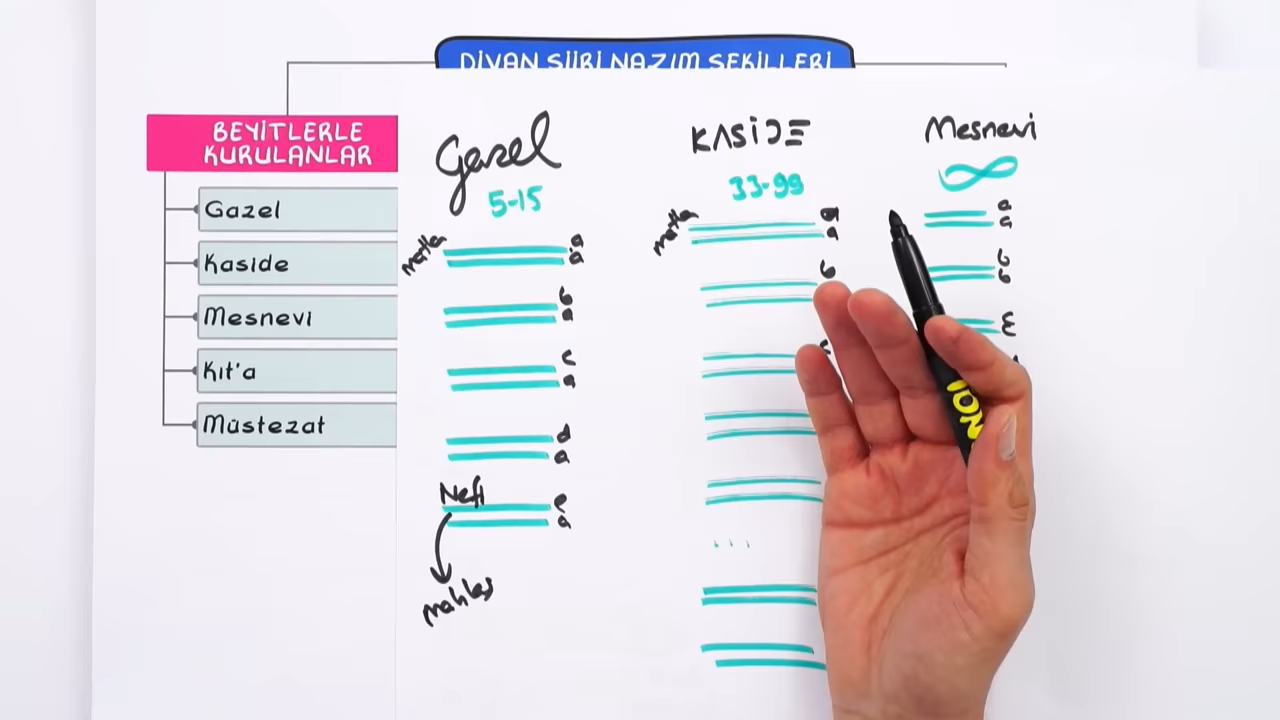 DİVAN ŞİİRİ NAZIM ŞEKİLLERİ
BEYİTLERLE
KURULANLAR
Gazel
Kaside
Mesnevi
Kıt'a
Müstezat
Gazel
5-15
matla
a
a
b
a
c
a
d
a
Nefi
e
a
mahlas
KASİDE
33-99
matla
a
a
b
Mesnevi
∞
a
a
b
b